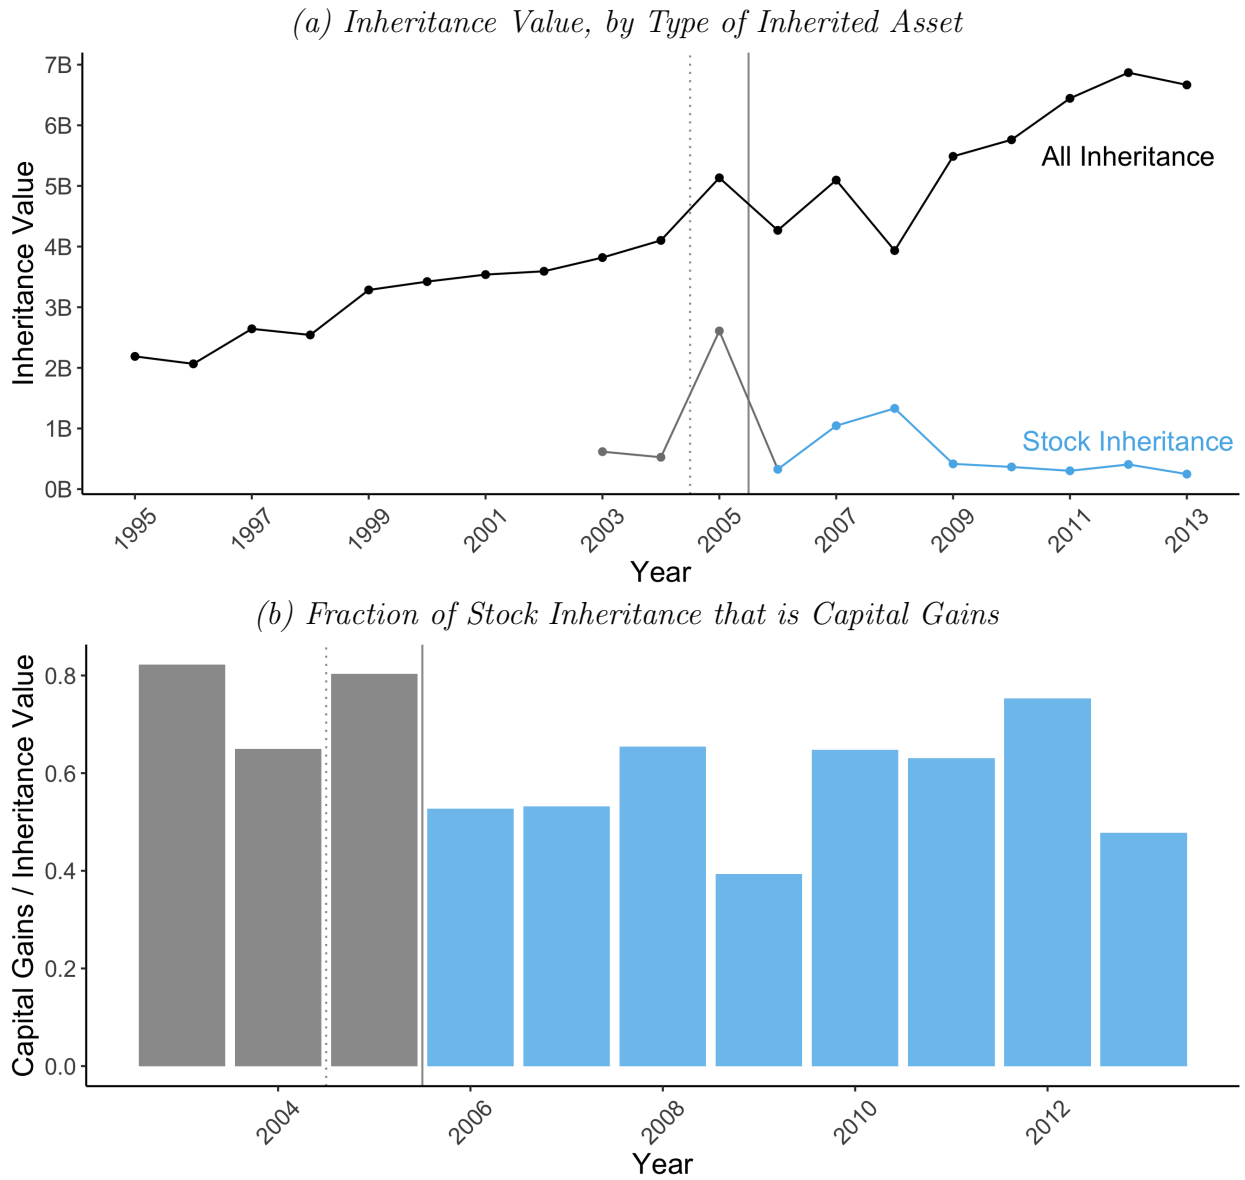 (a) Inheritance Value, by Type of Inherited Asset
7B
6B
5B
4B
3B
2B
1B
0B
Inheritance Value
All Inheritance
Stock Inheritance
1995
1997
1999
2001
2003
2005
2007
2009
2011
2013
Year
(b) Fraction of Stock Inheritance that is Capital Gains
0.8
0.6
0.4
0.2
0.0
Capital Gains / Inheritance Value
2004
2006
2008
2010
2012
Year